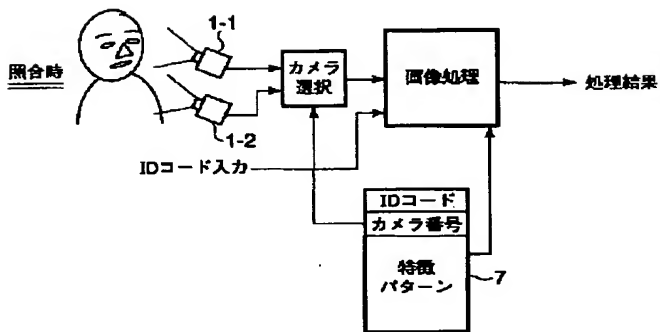 照合時
1-1
1-2
カメラ
選択
画像処理
処理結果
IDコード入力
IDコード
カメラ番号
特徴
パターン
7